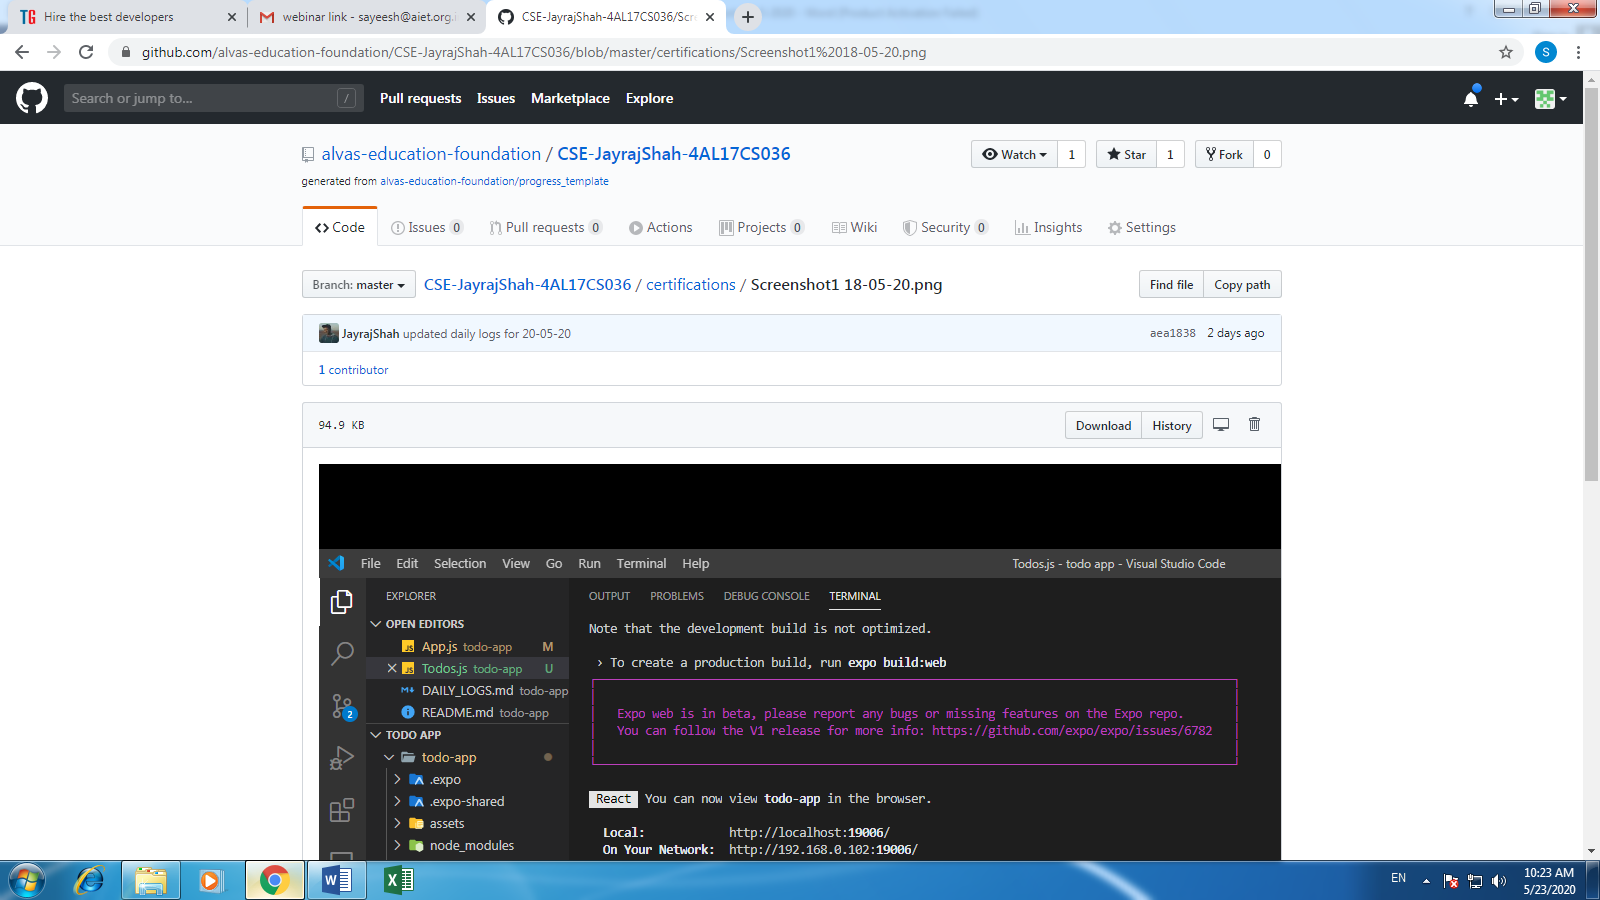 Hire the best developers
webinar link - sayeesh@aiet.org.i
CSE-JayrajShah-4AL17CS036/Scre
github.com/alvas-education-foundation/CSE-JayrajShah-4AL17CS036/blob/master/certifications/Screenshot1%2018-05-20.png
S
Search or jump to...
/
Pull requests Issues Marketplace Explore
alvas-education-foundation / CSE-JayrajShah-4AL17CS036
Watch 1 Star 1 Fork 0
generated from alvas-education-foundation/progress_template
Code Issues 0 Pull requests 0 Actions Projects 0 Wiki Security 0 Insights Settings
Branch: master CSE-JayrajShah-4AL17CS036 / certifications / Screenshot1 18-05-20.png Find file Copy path
JayrajShah updated daily logs for 20-05-20 aea1838 2 days ago
1 contributor
94.9 KB Download History
File Edit Selection View Go Run Terminal Help Todos.js - todo app - Visual Studio Code
EXPLORER
OUTPUT PROBLEMS DEBUG CONSOLE TERMINAL
OPEN EDITORS
JS App.js todo-app M
JS Todos.js todo-app U
DAILY_LOGS.md todo-app
README.md todo-app
2
TODO APP
todo-app
.expo
.expo-shared
assets
node_modules
Note that the development build is not optimized.
› To create a production build, run expo build:web
Expo web is in beta, please report any bugs or missing features on the Expo repo.
You can follow the V1 release for more info: https://github.com/expo/expo/issues/6782
React You can now view todo-app in the browser.
Local: http://localhost:19006/
On Your Network: http://192.168.0.102:19006/
EN
10:23 AM
5/23/2020